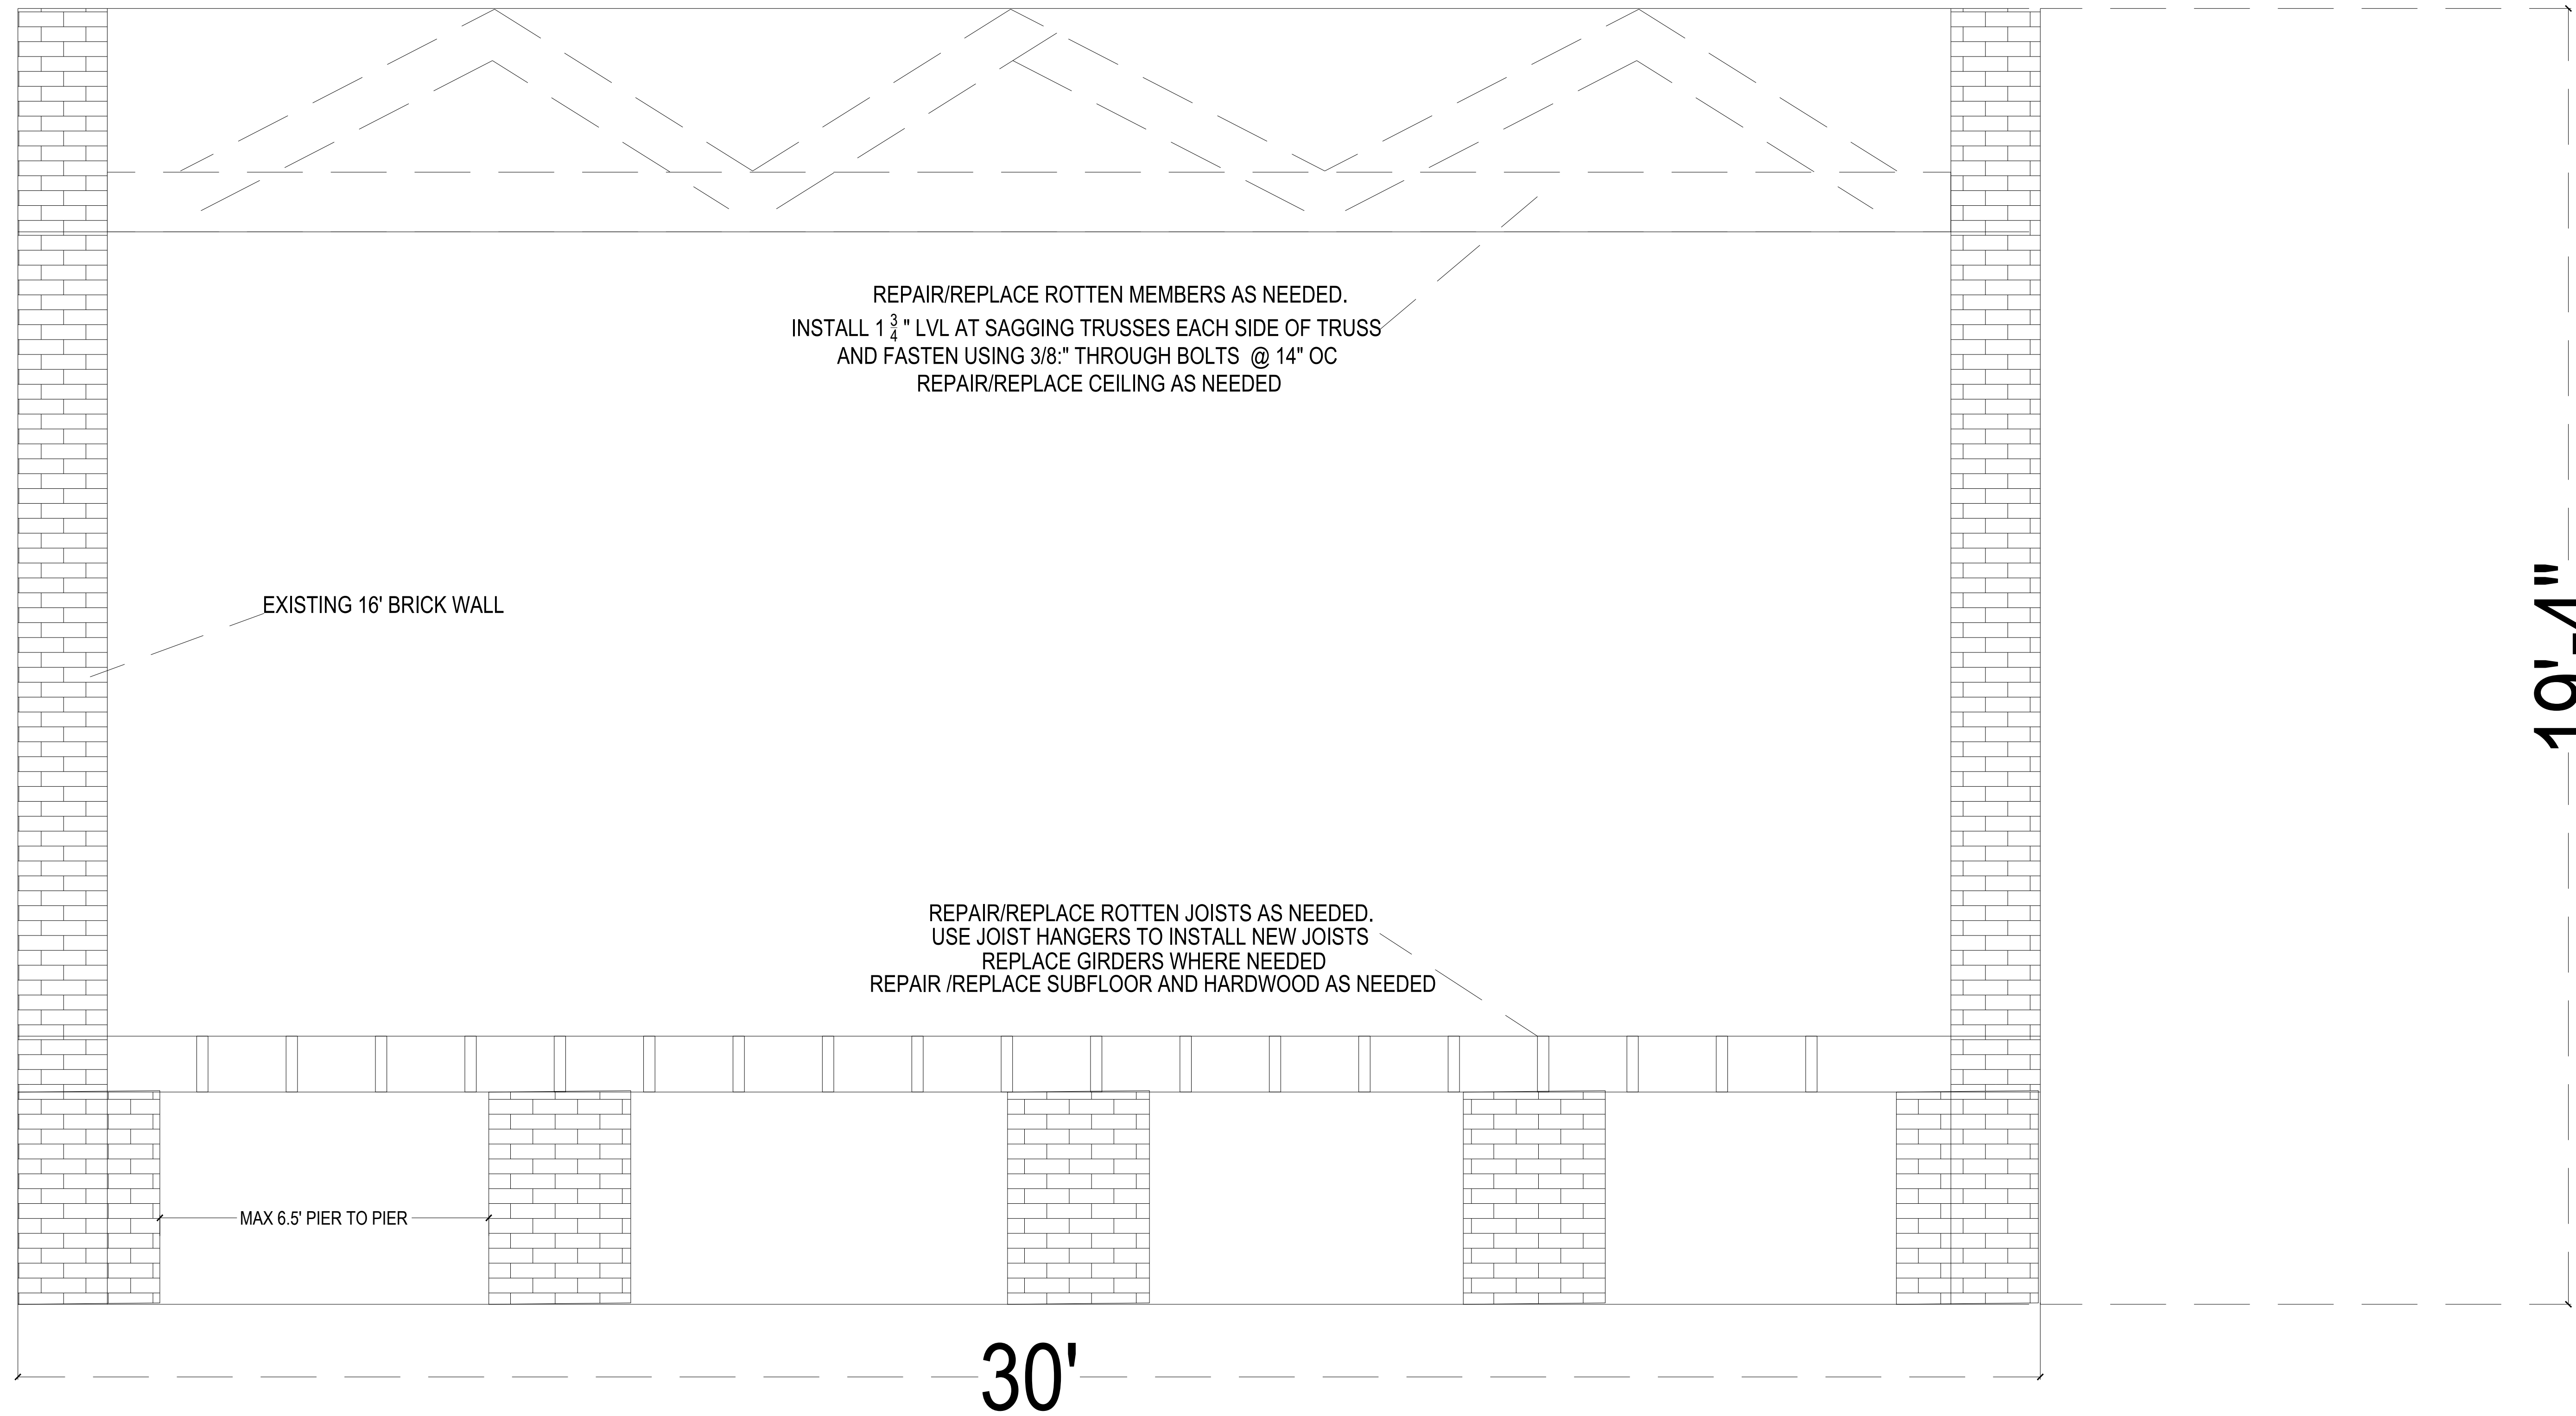 REPAIR/REPLACE ROTTEN MEMBERS AS NEEDED.
INSTALL 1 3/4 " LVL AT SAGGING TRUSSES EACH SIDE OF TRUSS
AND FASTEN USING 3/8:" THROUGH BOLTS @ 14" OC
REPAIR/REPLACE CEILING AS NEEDED
EXISTING 16' BRICK WALL
19'-4"
REPAIR/REPLACE ROTTEN JOISTS AS NEEDED.
USE JOIST HANGERS TO INSTALL NEW JOISTS
REPLACE GIRDERS WHERE NEEDED
REPAIR /REPLACE SUBFLOOR AND HARDWOOD AS NEEDED
MAX 6.5' PIER TO PIER
30'